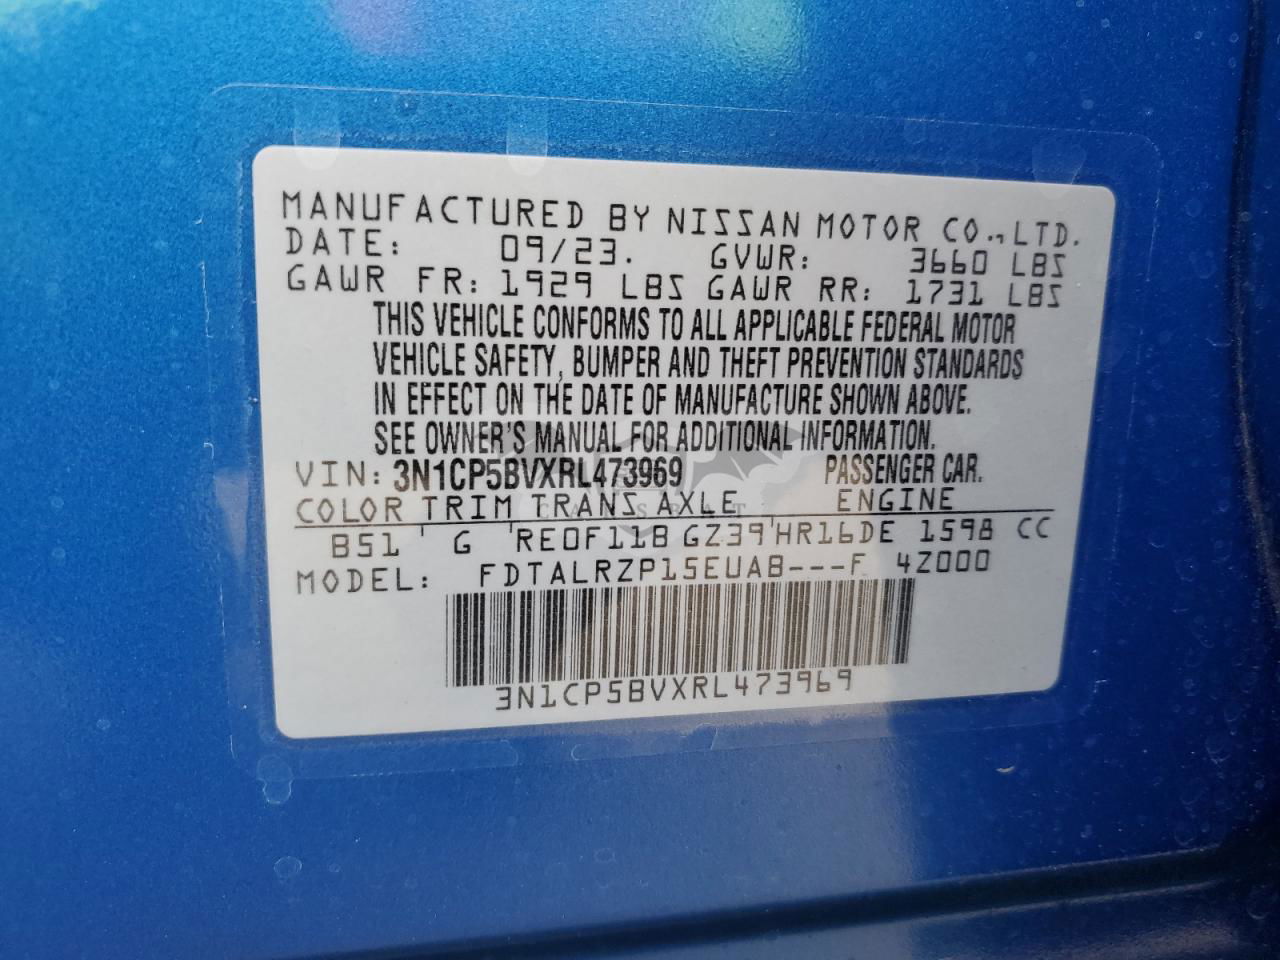 MANUFACTURED BY NISSAN MOTOR CO., LTD.
DATE: 09/23. GVWR: 3660 LBS
GAWR FR: 1929 LBS GAWR RR: 1731 LBS
THIS VEHICLE CONFORMS TO ALL APPLICABLE FEDERAL MOTOR
VEHICLE SAFETY, BUMPER AND THEFT PREVENTION STANDARDS
IN EFFECT ON THE DATE OF MANUFACTURE SHOWN ABOVE.
SEE OWNER'S MANUAL FOR ADDITIONAL INFORMATION.
VIN: 3N1CP5BVXRL473969 PASSENGER CAR.
COLOR TRIM TRANS AXLE ENGINE
B51 G RE0F11B GZ39 HR16DE 1598 CC
MODEL: FDTALRZP15EUAB---F 4Z000
3N1CP5BVXRL473969